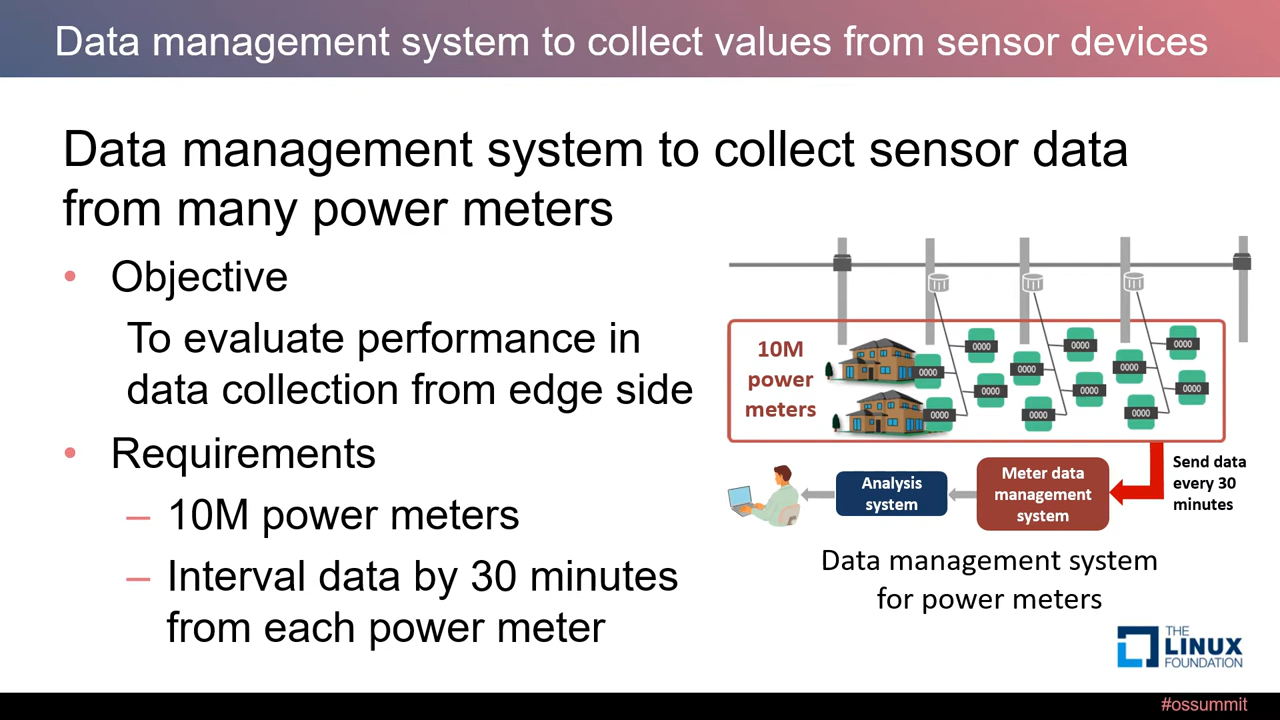 Data management system to collect values from sensor devices
Data management system to collect sensor data
from many power meters
• Objective
To evaluate performance in
data collection from edge side
• Requirements
– 10M power meters
– Interval data by 30 minutes
from each power meter
10M
power
meters
0000
0000
0000
0000
0000
0000
0000
0000
0000
0000
0000
0000
Send data
every 30
minutes
Meter data
management
system
Analysis
system
Data management system
for power meters
THE
LINUX
FOUNDATION
#ossummit